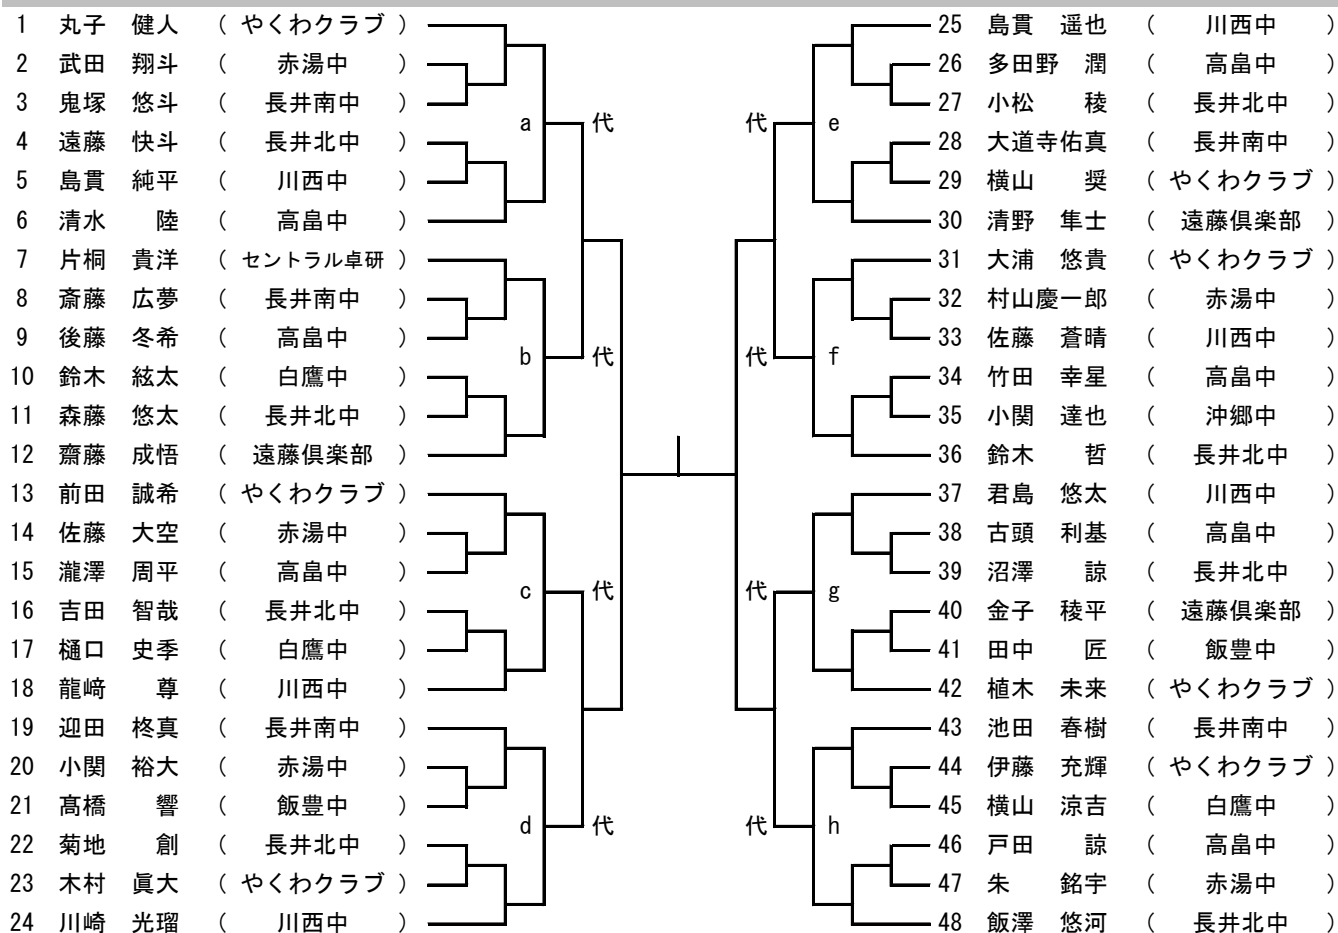 1 丸子 健人 ( やくわクラブ )
2 武田 翔斗 ( 赤湯中 )
3 鬼塚 悠斗 ( 長井南中 )
a 代
4 遠藤 快斗 ( 長井北中 )
5 島貫 純平 ( 川西中 )
6 清水 陸 ( 高畠中 )
7 片桐 貴洋 ( セントラル卓研 )
8 斎藤 広夢 ( 長井南中 )
9 後藤 冬希 ( 高畠中 )
b 代
10 鈴木 絃太 ( 白鷹中 )
11 森藤 悠太 ( 長井北中 )
12 齋藤 成悟 ( 遠藤倶楽部 )
13 前田 誠希 ( やくわクラブ )
14 佐藤 大空 ( 赤湯中 )
15 瀧澤 周平 ( 高畠中 )
c 代
16 吉田 智哉 ( 長井北中 )
17 樋口 史季 ( 白鷹中 )
18 龍﨑 尊 ( 川西中 )
19 迎田 柊真 ( 長井南中 )
20 小関 裕大 ( 赤湯中 )
21 髙橋 響 ( 飯豊中 )
d 代
22 菊地 創 ( 長井北中 )
23 木村 眞大 ( やくわクラブ )
24 川崎 光瑠 ( 川西中 )
25 島貫 遥也 ( 川西中 )
26 多田野 潤 ( 高畠中 )
27 小松 稜 ( 長井北中 )
代 e
28 大道寺佑真 ( 長井南中 )
29 横山 奨 ( やくわクラブ )
30 清野 隼士 ( 遠藤倶楽部 )
31 大浦 悠貴 ( やくわクラブ )
32 村山慶一郎 ( 赤湯中 )
33 佐藤 蒼晴 ( 川西中 )
代 f
34 竹田 幸星 ( 高畠中 )
35 小関 達也 ( 沖郷中 )
36 鈴木 哲 ( 長井北中 )
37 君島 悠太 ( 川西中 )
38 古頭 利基 ( 高畠中 )
39 沼澤 諒 ( 長井北中 )
代 g
40 金子 稜平 ( 遠藤倶楽部 )
41 田中 匠 ( 飯豊中 )
42 植木 未来 ( やくわクラブ )
43 池田 春樹 ( 長井南中 )
44 伊藤 充輝 ( やくわクラブ )
45 横山 涼吉 ( 白鷹中 )
代 h
46 戸田 諒 ( 高畠中 )
47 朱 銘宇 ( 赤湯中 )
48 飯澤 悠河 ( 長井北中 )